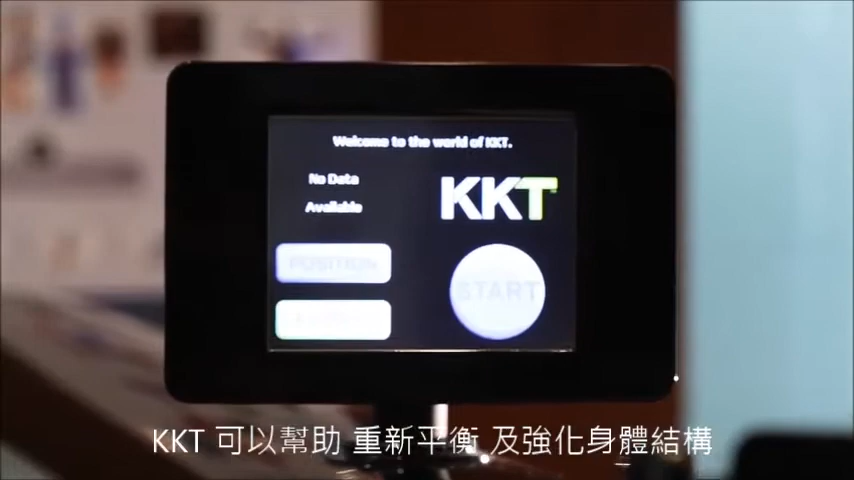 Welcome to the world of KKT.
No Data
Available
KKT
POSITION
START
KKT 可以幫助 重新平衡 及強化身體結構